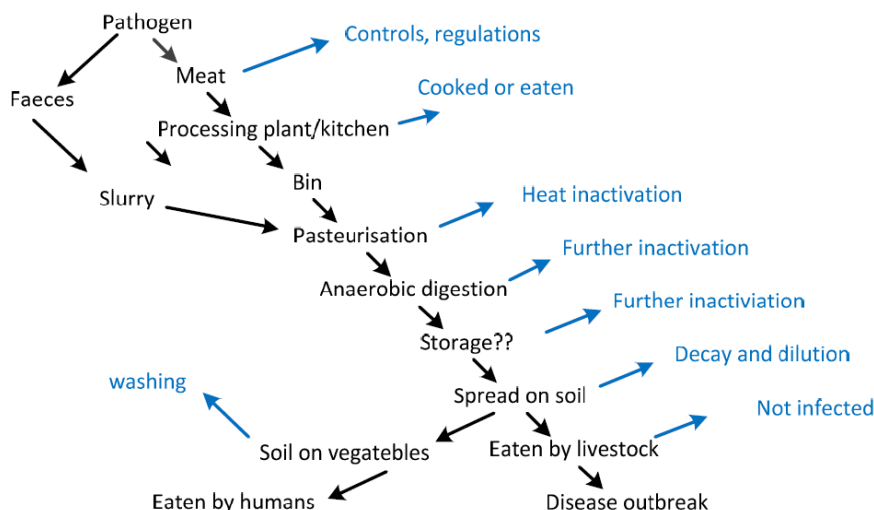 Pathogen
Controls, regulations
Meat
Cooked or eaten
Faeces
Processing plant/kitchen
Bin
Slurry
Heat inactivation
Pasteurisation
Further inactivation
Anaerobic digestion
Further inactiviation
Storage??
Decay and dilution
washing
Spread on soil
Not infected
Soil on vegatebles
Eaten by livestock
Eaten by humans
Disease outbreak